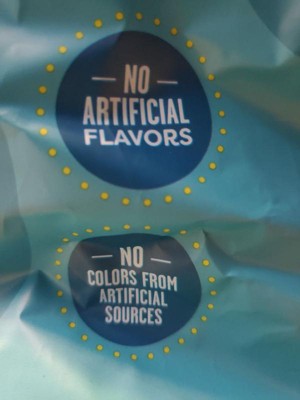 — NO —
ARTIFICIAL
FLAVORS
— NO —
COLORS FROM
ARTIFICIAL
SOURCES